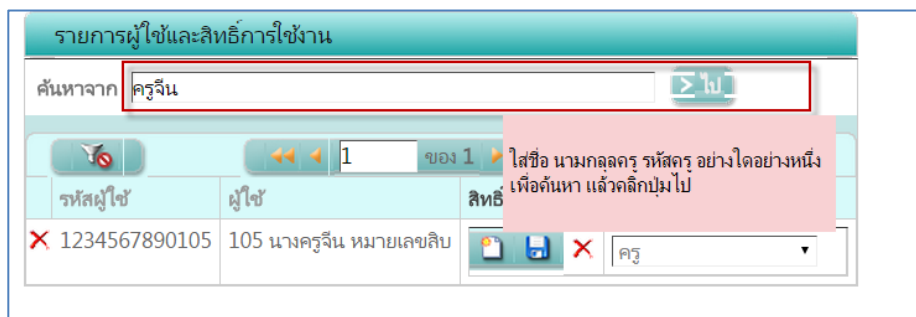 รายการผู้ใช้และสิทธิ์การใช้งาน
ค้นหาจาก ครูจีน > ไป
1 ของ 1
ใส่ชื่อ นามกลุลครู รหัสครู อย่างใดอย่างหนึ่ง
เพื่อค้นหา แล้วคลิกปุ่มไป
รหัสผู้ใช้ ผู้ใช้ สิทธิ์
1234567890105 105 นางครูจีน หมายเลขสิบ ครู